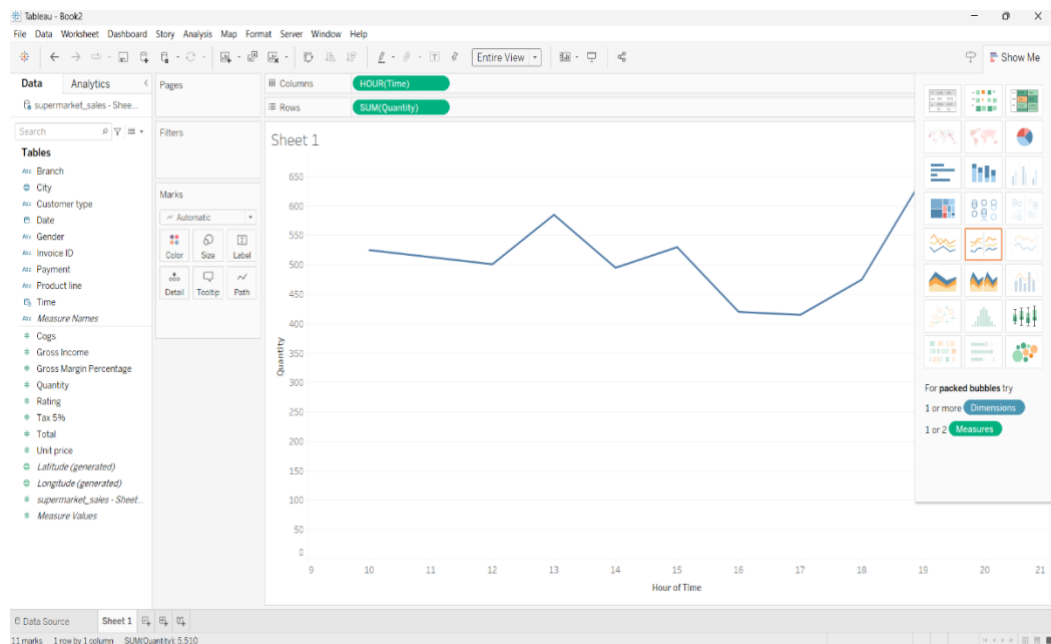 Tableau - Book2
File Data Worksheet Dashboard Story Analysis Map Format Server Window Help
Entire View
Show Me
Data Analytics
supermarket_sales - Shee...
Search
Tables
Abc Branch
City
Abc Customer type
Date
Abc Gender
Abc Invoice ID
Abc Payment
Abc Product line
Time
Abc Measure Names
Cogs
Gross Income
Gross Margin Percentage
Quantity
Rating
Tax 5%
Total
Unit price
Latitude (generated)
Longitude (generated)
supermarket_sales - Sheet...
Measure Values
Pages
Filters
Marks
Automatic
Color Size Label
Detail Tooltip Path
Columns HOUR(Time)
Rows SUM(Quantity)
Sheet 1
650
600
550
500
450
400
350
300
250
200
150
100
50
0
Quantity
9 10 11 12 13 14 15 16 17 18 19 20 21
Hour of Time
For packed bubbles try
1 or more Dimensions
1 or 2 Measures
Data Source Sheet 1
11 marks 1 row by 1 column SUM(Quantity): 5,510